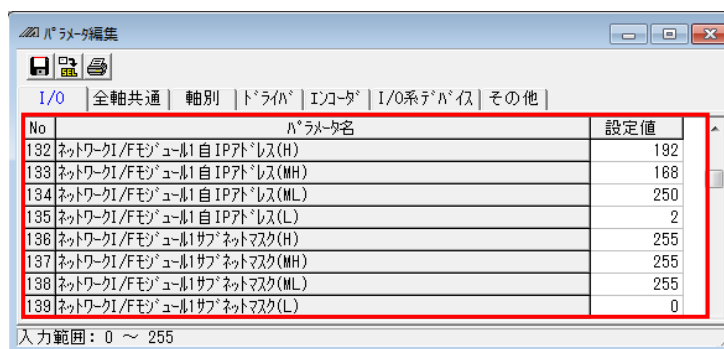 パラメータ編集
I/O 全軸共通 軸別 ドライバ エンコーダ I/O系デバイス その他
No パラメータ名 設定値
132 ネットワークI/Fモジュール1自IPアドレス(H) 192
133 ネットワークI/Fモジュール1自IPアドレス(MH) 168
134 ネットワークI/Fモジュール1自IPアドレス(ML) 250
135 ネットワークI/Fモジュール1自IPアドレス(L) 2
136 ネットワークI/Fモジュール1サブネットマスク(H) 255
137 ネットワークI/Fモジュール1サブネットマスク(MH) 255
138 ネットワークI/Fモジュール1サブネットマスク(ML) 255
139 ネットワークI/Fモジュール1サブネットマスク(L) 0
入力範囲: 0 ～ 255